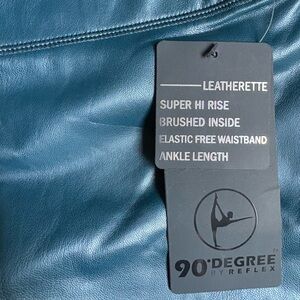 LEATHERETTE
SUPER HI RISE
BRUSHED INSIDE
ELASTIC FREE WAISTBAND
ANKLE LENGTH
90°DEGREE
BY REFLEX